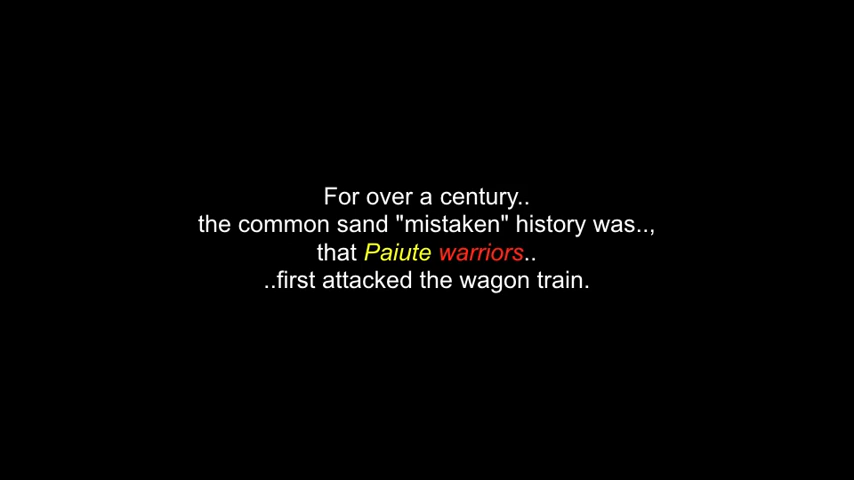 For over a century..
the common sand "mistaken" history was..,
that Paiute warriors..
..first attacked the wagon train.